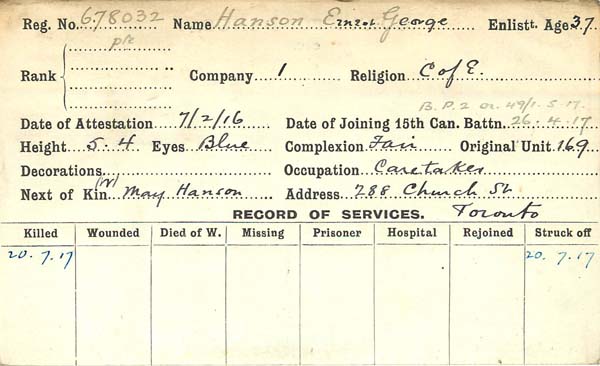 Reg. No. 678032 Name Hanson Ernest George Enlistt. Age 37
pte
Rank Company 1 Religion C of E.
B.P.2 or. 49/1.5.17.
Date of Attestation 7/2/16 Date of Joining 15th Can. Battn. 26.4.17
Height 5.4 Eyes Blue Complexion Fair Original Unit 169
Decorations Occupation Caretaker
Next of Kin (W) May Hanson Address 788 Church St
RECORD OF SERVICES. Toronto
Killed Wounded Died of W. Missing Prisoner Hospital Rejoined Struck off
20.7.17 20.7.17